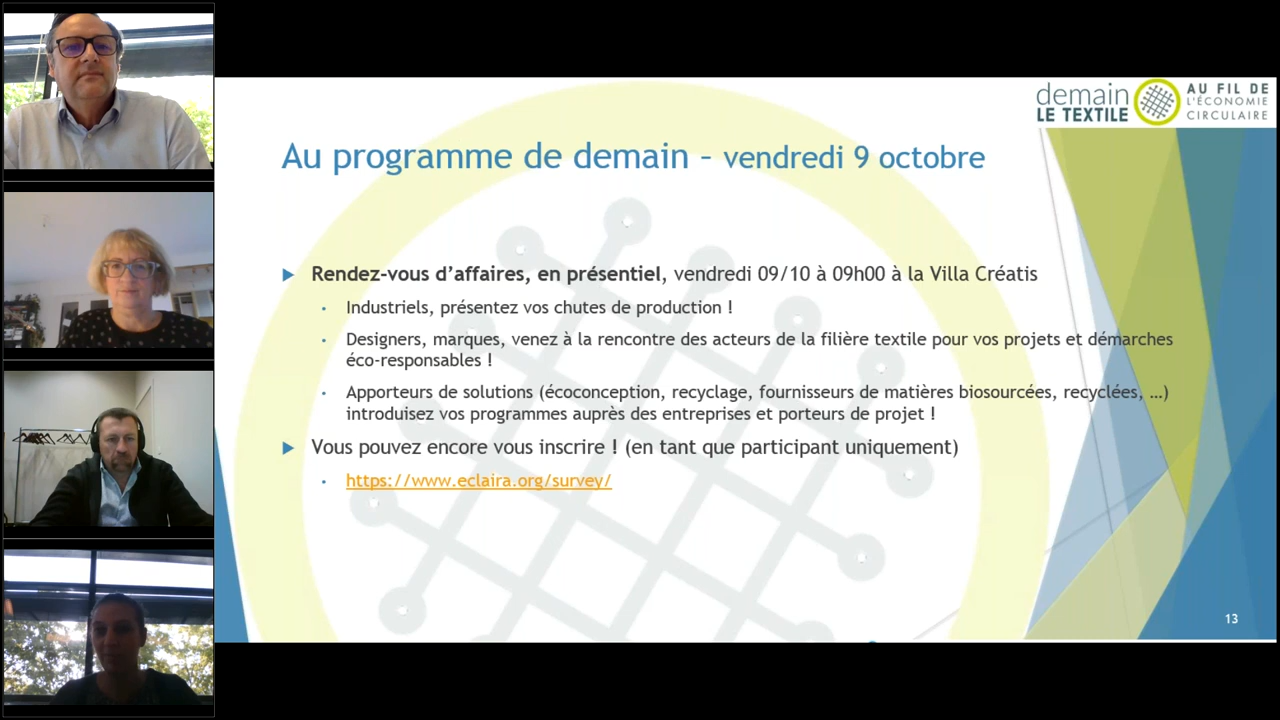 demain
LE TEXTILE
AU FIL DE
L'ÉCONOMIE
CIRCULAIRE
Au programme de demain – vendredi 9 octobre
Rendez-vous d'affaires, en présentiel, vendredi 09/10 à 09h00 à la Villa Créatis
Industriels, présentez vos chutes de production !
Designers, marques, venez à la rencontre des acteurs de la filière textile pour vos projets et démarches
éco-responsables !
Apporteurs de solutions (écoconception, recyclage, fournisseurs de matières biosourcées, recyclées, …)
introduisez vos programmes auprès des entreprises et porteurs de projet !
Vous pouvez encore vous inscrire ! (en tant que participant uniquement)
https://www.eclaira.org/survey/
13